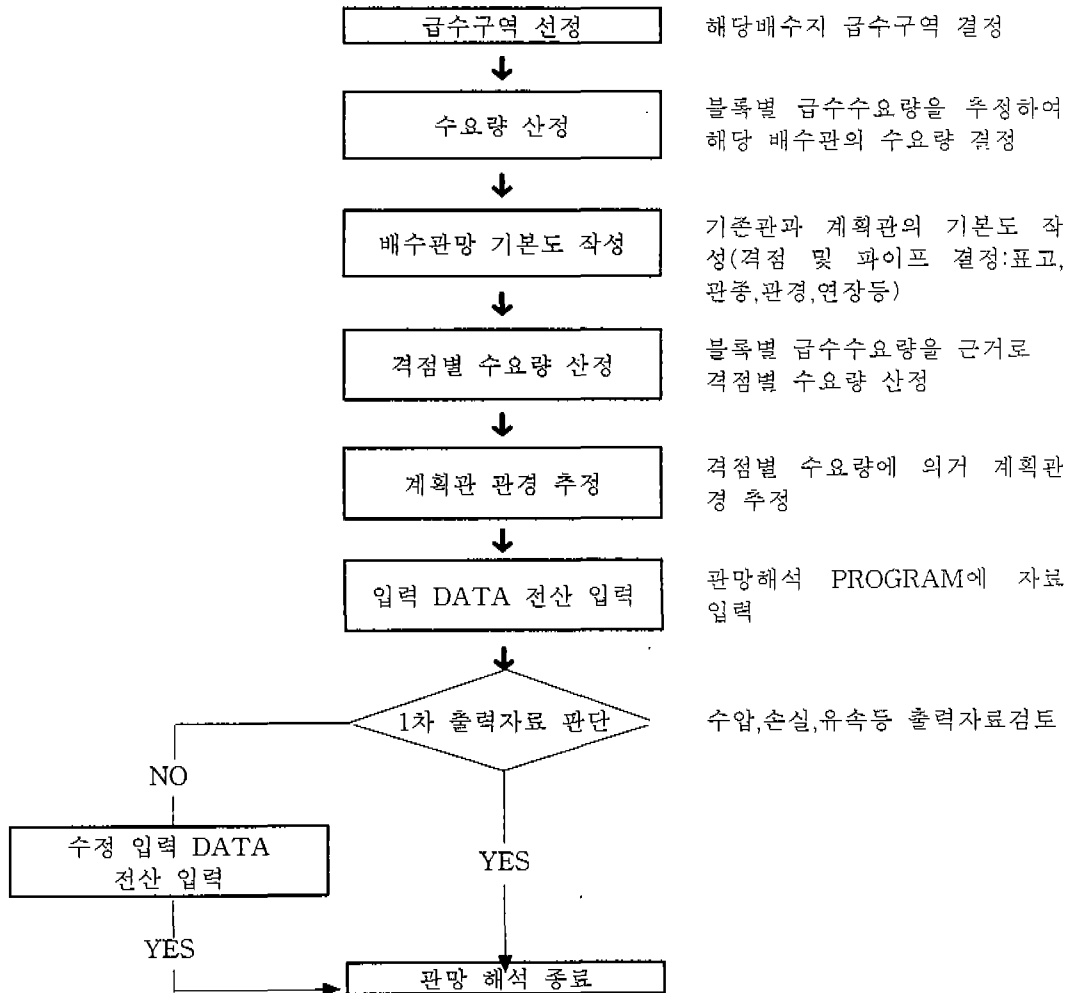 급수구역 선정
해당배수지 급수구역 결정
수요량 산정
블록별 급수수요량을 추정하여
해당 배수관의 수요량 결정
배수관망 기본도 작성
기존관과 계획관의 기본도 작
성(격점 및 파이프 결정:표고,
관종,관경,연장등)
격점별 수요량 산정
블록별 급수수요량을 근거로
격점별 수요량 산정
계획관 관경 추정
격점별 수요량에 의거 계획관
경 추정
입력 DATA 전산 입력
관망해석 PROGRAM에 자료
입력
1차 출력자료 판단
수압,손실,유속등 출력자료검토
NO
수정 입력 DATA
전산 입력
YES
YES
관망 해석 종료